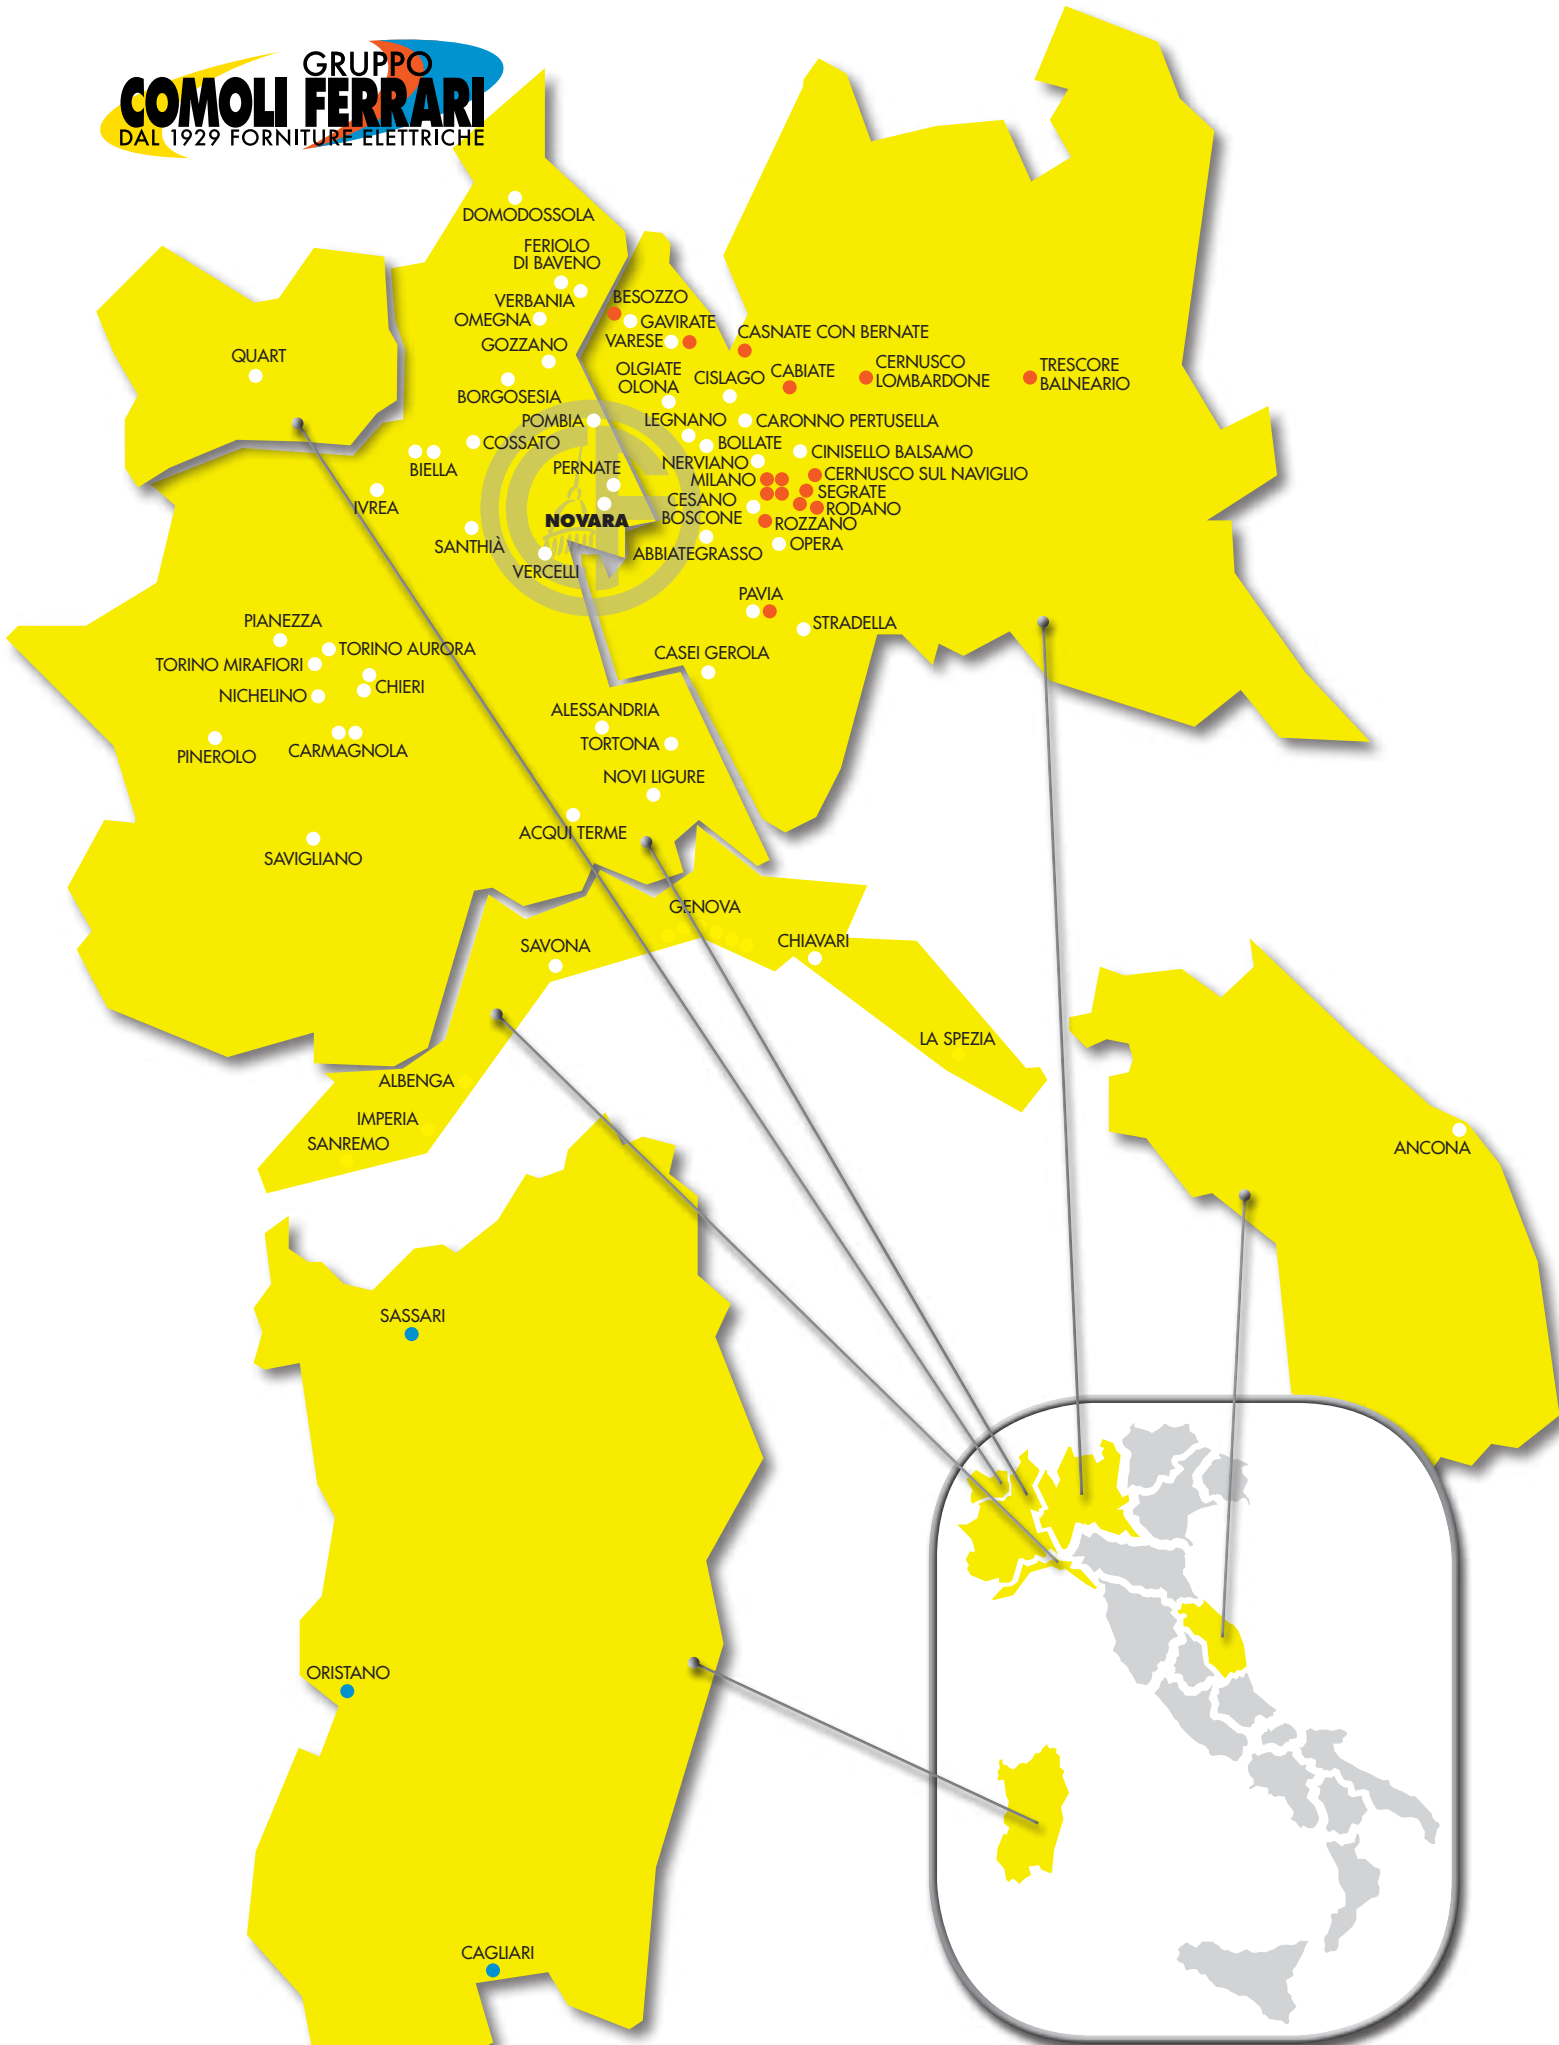 GRUPPO
COMOLI FERRARI
DAL 1929 FORNITURE ELETTRICHE
DOMODOSSOLA
FERIOLO
DI BAVENO
VERBANIA
OMEGNA
GOZZANO
BORGOSESIA
POMBIA
COSSATO
BIELLA
PERNATE
IVREA
NOVARA
SANTHIÀ
VERCELLI
QUART
BESOZZO
GAVIRATE
VARESE
CASNATE CON BERNATE
OLGIATE
OLONA
CISLAGO
CABIATE
CERNUSCO
LOMBARDONE
TRESCORE
BALNEARIO
LEGNANO
CARONNO PERTUSELLA
BOLLATE
NERVIANO
CINISELLO BALSAMO
MILANO
CERNUSCO SUL NAVIGLIO
SEGRATE
CESANO
BOSCONE
RODANO
ROZZANO
ABBIATEGRASSO
OPERA
PAVIA
STRADELLA
CASEI GEROLA
PIANEZZA
TORINO AURORA
TORINO MIRAFIORI
CHIERI
NICHELINO
PINEROLO
CARMAGNOLA
ALESSANDRIA
TORTONA
NOVI LIGURE
ACQUI TERME
SAVIGLIANO
GENOVA
SAVONA
CHIAVARI
LA SPEZIA
ALBENGA
IMPERIA
SANREMO
ANCONA
SASSARI
ORISTANO
CAGLIARI